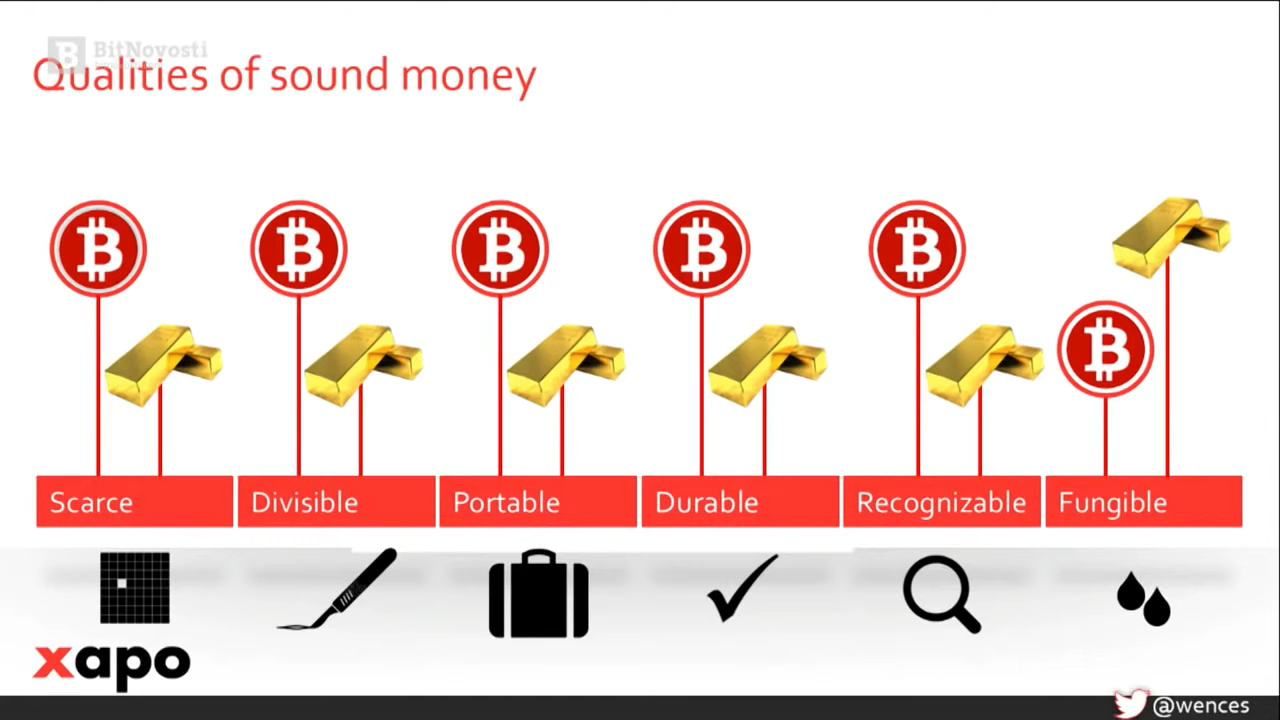 BitNovosti
Qualities of sound money
Scarce
Divisible
Portable
Durable
Recognizable
Fungible
xapo
@wences